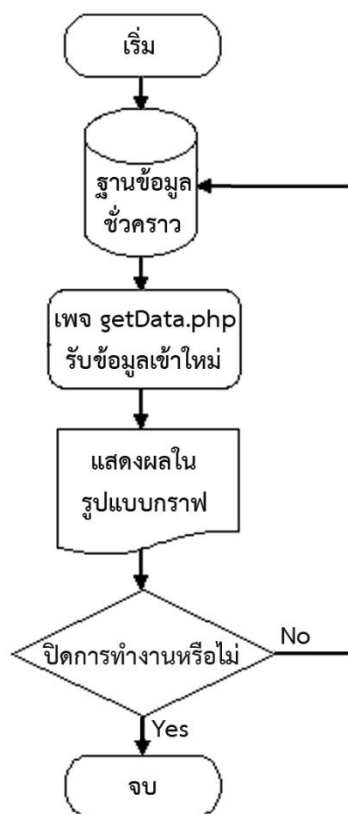 เริ่ม
ฐานข้อมูล
ชั่วคราว
เพจ getData.php
รับข้อมูลเข้าใหม่
แสดงผลใน
รูปแบบกราฟ
ปิดการทำงานหรือไม่
No
Yes
จบ